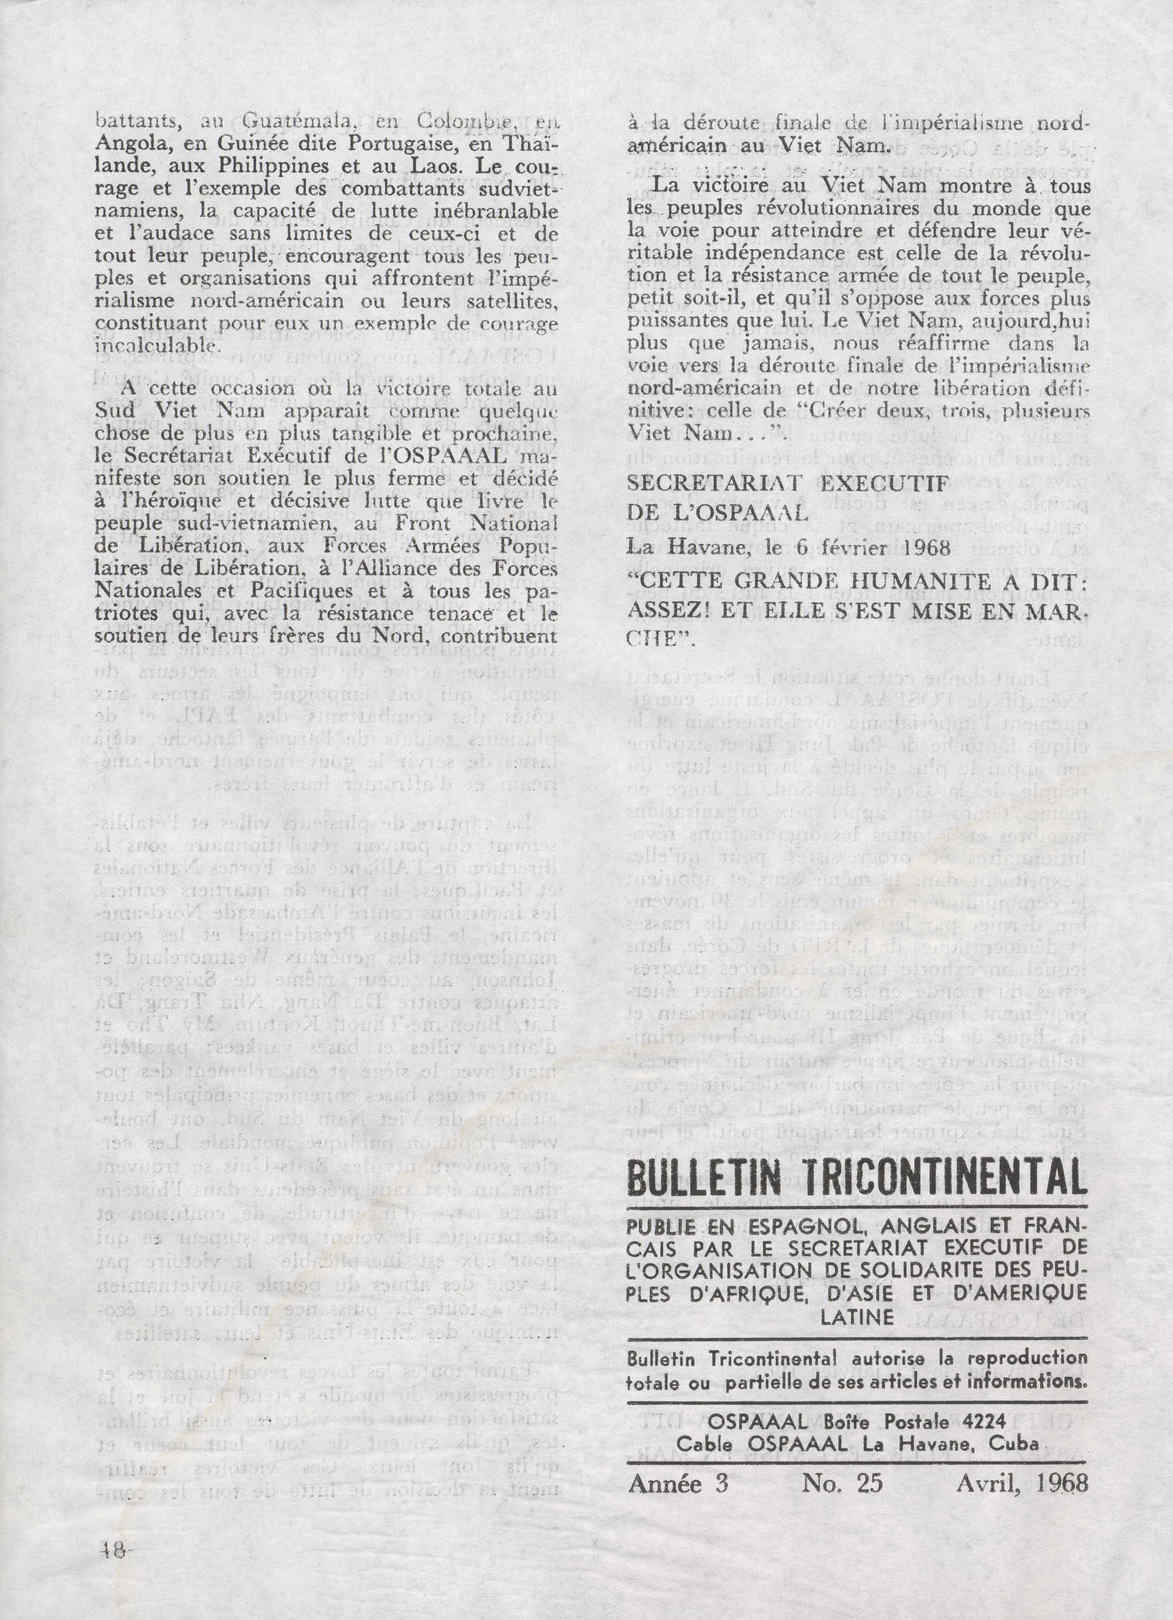 battants, au Guatémala, en Colombie, en
Angola, en Guinée dite Portugaise, en Thaï-
lande, aux Philippines et au Laos. Le cou-
rage et l'exemple des combattants sudviet-
namiens, la capacité de lutte inébranlable
et l'audace sans limites de ceux-ci et de
tout leur peuple, encouragent tous les peu-
ples et organisations qui affrontent l'impé-
rialisme nord-américain ou leurs satellites,
constituant pour eux un exemple de courage
incalculable.
A cette occasion où la victoire totale au
Sud Viet Nam apparaît comme quelque
chose de plus en plus tangible et prochaine,
le Secrétariat Exécutif de l'OSPAAAL ma-
nifeste son soutien le plus ferme et décidé
à l'héroïque et décisive lutte que livre le
peuple sud-vietnamien, au Front National
de Libération, aux Forces Armées Popu-
laires de Libération, à l'Alliance des Forces
Nationales et Pacifiques et à tous les pa-
triotes qui, avec la résistance tenace et le
soutien de leurs frères du Nord, contribuent
à la déroute finale de l'impérialisme nord-
américain au Viet Nam.
La victoire au Viet Nam montre à tous
les peuples révolutionnaires du monde que
la voie pour atteindre et défendre leur vé-
ritable indépendance est celle de la révolu-
tion et la résistance armée de tout le peuple,
petit soit-il, et qu'il s'oppose aux forces plus
puissantes que lui. Le Viet Nam, aujourd,hui
plus que jamais, nous réaffirme dans la
voie vers la déroute finale de l'impérialisme
nord-américain et de notre libération défi-
nitive: celle de "Créer deux, trois, plusieurs
Viet Nam...".
SECRETARIAT EXECUTIF
DE L'OSPAAAL
La Havane, le 6 février 1968
"CETTE GRANDE HUMANITE A DIT:
ASSEZ! ET ELLE S'EST MISE EN MAR-
CHE".
BULLETIN TRICONTINENTAL
PUBLIE EN ESPAGNOL, ANGLAIS ET FRAN-
CAIS PAR LE SECRETARIAT EXECUTIF DE
L'ORGANISATION DE SOLIDARITE DES PEU-
PLES D'AFRIQUE, D'ASIE ET D'AMERIQUE
LATINE
Bulletin Tricontinental autorise la reproduction
totale ou partielle de ses articles et informations.
OSPAAAL Boîte Postale 4224
Cable OSPAAAL La Havane, Cuba
Année 3 No. 25 Avril, 1968
48